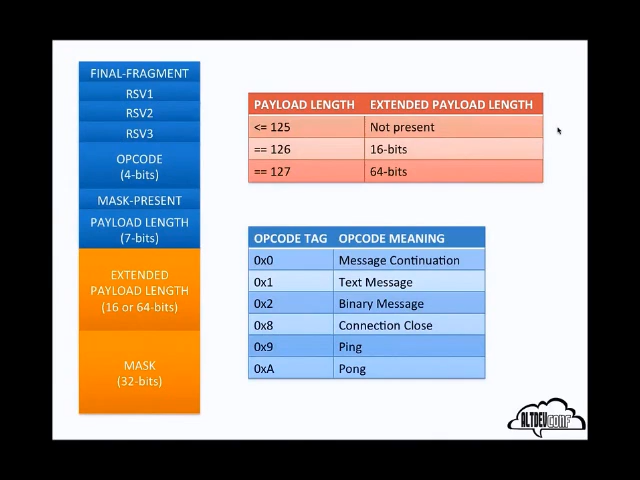 FINAL-FRAGMENT
RSV1
RSV2
RSV3
OPCODE
(4-bits)
MASK-PRESENT
PAYLOAD LENGTH
(7-bits)
EXTENDED
PAYLOAD LENGTH
(16 or 64-bits)
MASK
(32-bits)
PAYLOAD LENGTH EXTENDED PAYLOAD LENGTH
<= 125 Not present
== 126 16-bits
== 127 64-bits
OPCODE TAG OPCODE MEANING
0x0 Message Continuation
0x1 Text Message
0x2 Binary Message
0x8 Connection Close
0x9 Ping
0xA Pong
ALTDEVCONF